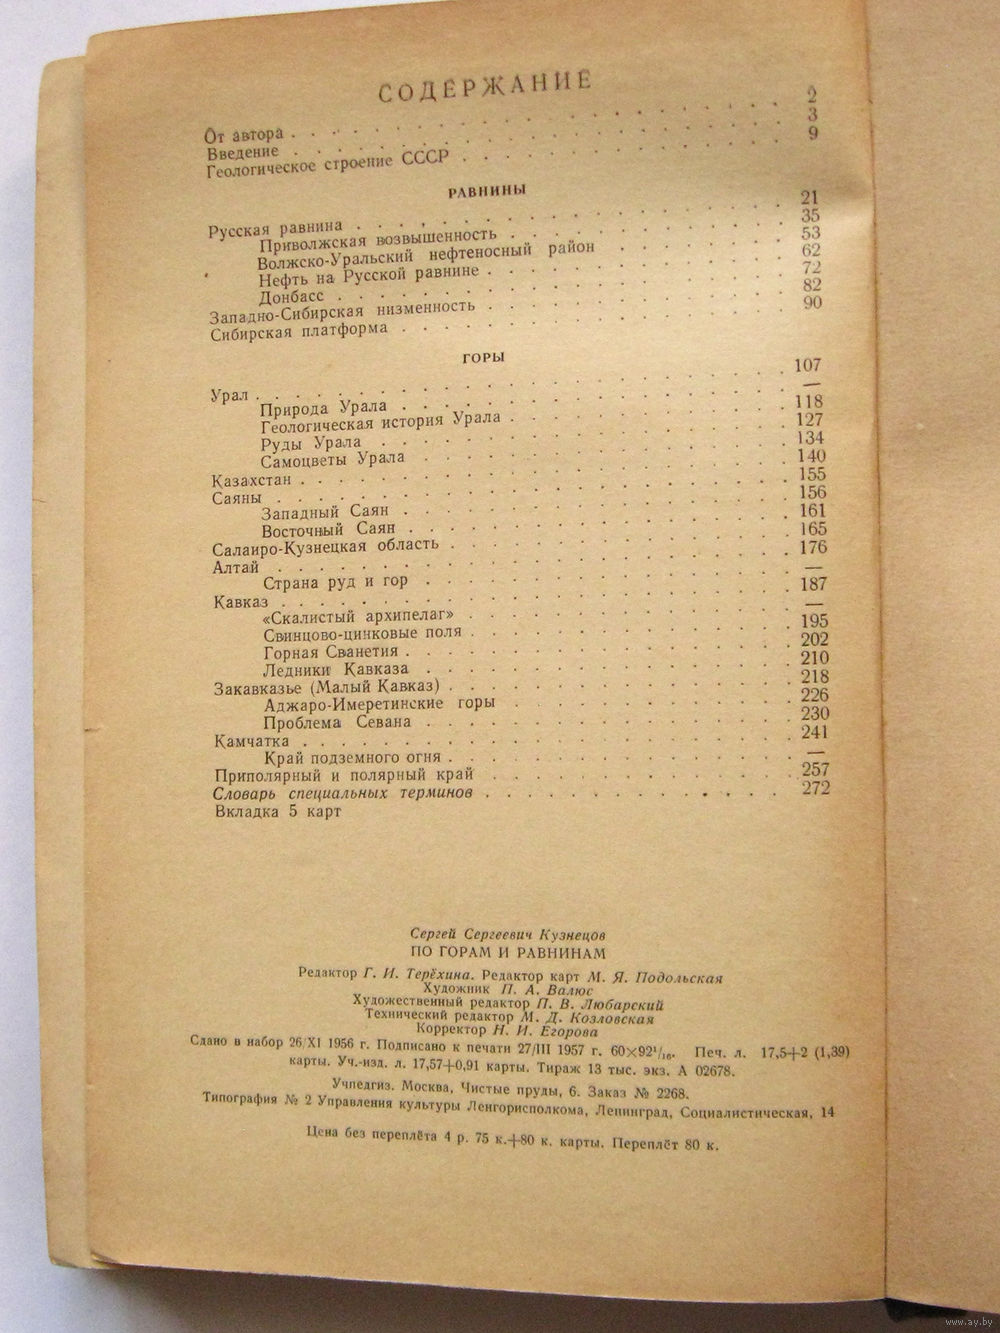 СОДЕРЖАНИЕ
От автора . . . 2
Введение . . . 3
Геологическое строение СССР . . . 9
РАВНИНЫ
Русская равнина . . . 21
Приволжская возвышенность . . . 35
Волжско-Уральский нефтеносный район . . . 53
Нефть на Русской равнине . . . 62
Донбасс . . . 72
Западно-Сибирская низменность . . . 82
Сибирская платформа . . . 90
ГОРЫ
Урал . . . 107
Природа Урала . . . —
Геологическая история Урала . . . 118
Руды Урала . . . 127
Самоцветы Урала . . . 134
Казахстан . . . 140
Саяны . . . 155
Западный Саян . . . 156
Восточный Саян . . . 161
Салаиро-Кузнецкая область . . . 165
Алтай . . . 176
Страна руд и гор . . . —
Кавказ . . . 187
«Скалистый архипелаг» . . . —
Свинцово-цинковые поля . . . 195
Горная Сванетия . . . 202
Ледники Кавказа . . . 210
Закавказье (Малый Кавказ) . . . 218
Аджаро-Имеретинские горы . . . 226
Проблема Севана . . . 230
Камчатка . . . 241
Край подземного огня . . . —
Приполярный и полярный край . . . 257
Словарь специальных терминов . . . 272
Вкладка 5 карт
Сергей Сергеевич Кузнецов
ПО ГОРАМ И РАВНИНАМ
Редактор Г. И. Терёхина. Редактор карт М. Я. Подольская
Художник П. А. Валюс
Художественный редактор П. В. Любарский
Технический редактор М. Д. Козловская
Корректор Н. И. Егорова
Сдано в набор 26/XI 1956 г. Подписано к печати 27/III 1957 г. 60×92¹/₁₆. Печ. л. 17,5+2 (1,39)
карты. Уч.-изд. л. 17,57+0,91 карты. Тираж 13 тыс. экз. А 02678.
Учпедгиз. Москва, Чистые пруды, 6. Заказ № 2268.
Типография № 2 Управления культуры Ленгорисполкома, Ленинград, Социалистическая, 14
Цена без переплёта 4 р. 75 к.+80 к. карты. Переплёт 80 к.
www.ay.by